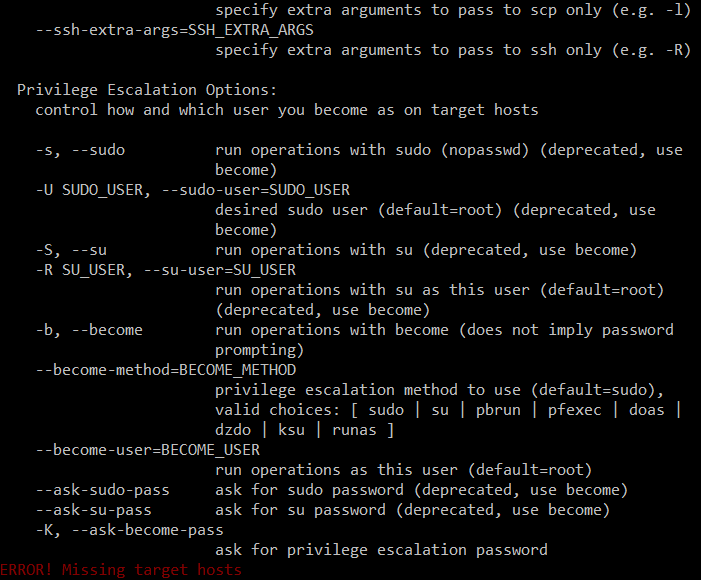 specify extra arguments to pass to scp only (e.g. -l)
--ssh-extra-args=SSH_EXTRA_ARGS
specify extra arguments to pass to ssh only (e.g. -R)
Privilege Escalation Options:
control how and which user you become as on target hosts
-s, --sudo run operations with sudo (nopasswd) (deprecated, use
become)
-U SUDO_USER, --sudo-user=SUDO_USER
desired sudo user (default=root) (deprecated, use
become)
-S, --su run operations with su (deprecated, use become)
-R SU_USER, --su-user=SU_USER
run operations with su as this user (default=root)
(deprecated, use become)
-b, --become run operations with become (does not imply password
prompting)
--become-method=BECOME_METHOD
privilege escalation method to use (default=sudo),
valid choices: [ sudo | su | pbrun | pfexec | doas |
dzdo | ksu | runas ]
--become-user=BECOME_USER
run operations as this user (default=root)
--ask-sudo-pass ask for sudo password (deprecated, use become)
--ask-su-pass ask for su password (deprecated, use become)
-K, --ask-become-pass
ask for privilege escalation password
ERROR! Missing target hosts